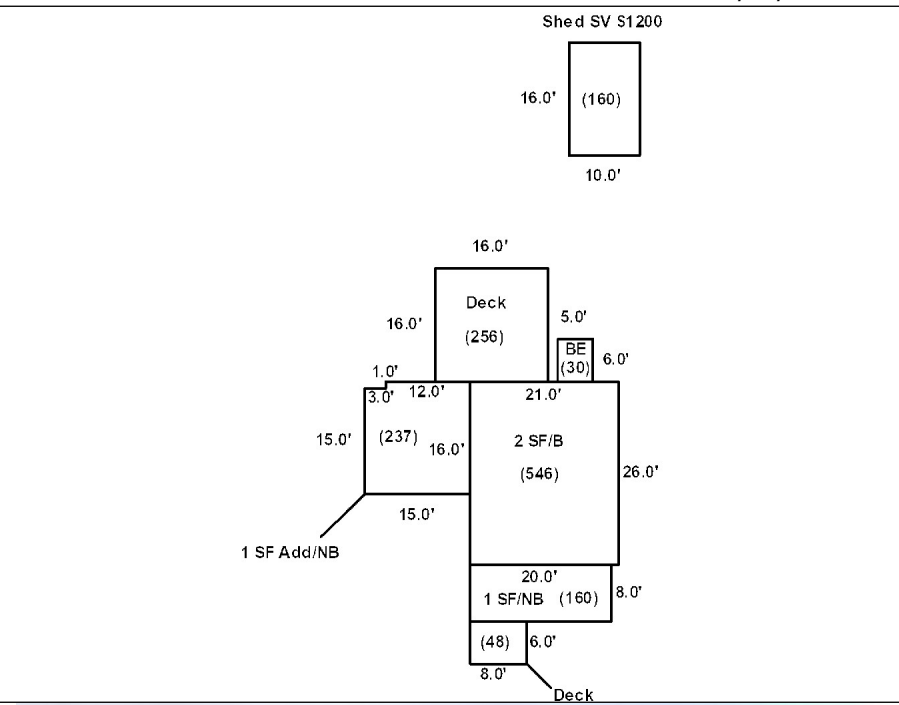 Shed SV S1200
16.0' (160)
10.0'
16.0'
Deck
16.0' (256)
5.0'
BE
(30) 6.0'
1.0'
3.0' 12.0' 21.0'
15.0' (237) 16.0'
2 SF/B
(546) 26.0'
15.0'
1 SF Add/NB
20.0'
1 SF/NB (160) 8.0'
(48) 6.0'
8.0'
Deck